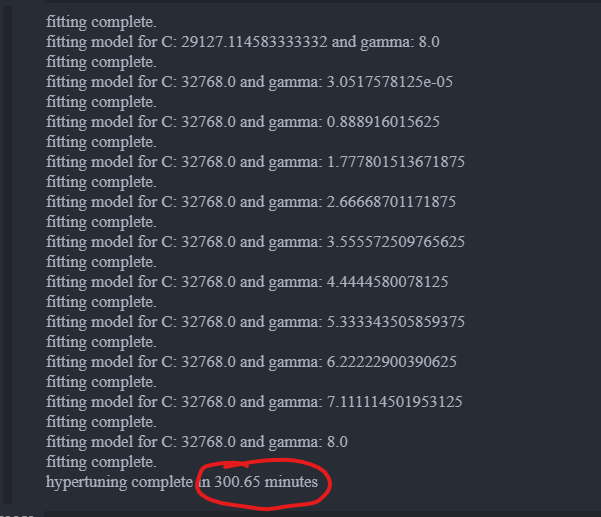 fitting complete.
fitting model for C: 29127.114583333332 and gamma: 8.0
fitting complete.
fitting model for C: 32768.0 and gamma: 3.0517578125e-05
fitting complete.
fitting model for C: 32768.0 and gamma: 0.888916015625
fitting complete.
fitting model for C: 32768.0 and gamma: 1.777801513671875
fitting complete.
fitting model for C: 32768.0 and gamma: 2.66668701171875
fitting complete.
fitting model for C: 32768.0 and gamma: 3.555572509765625
fitting complete.
fitting model for C: 32768.0 and gamma: 4.4444580078125
fitting complete.
fitting model for C: 32768.0 and gamma: 5.333343505859375
fitting complete.
fitting model for C: 32768.0 and gamma: 6.22222900390625
fitting complete.
fitting model for C: 32768.0 and gamma: 7.111114501953125
fitting complete.
fitting model for C: 32768.0 and gamma: 8.0
fitting complete.
hypertuning complete in 300.65 minutes